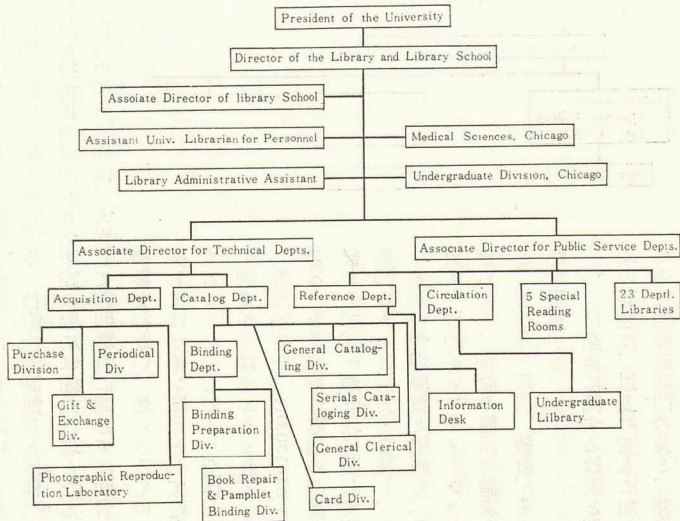 President of the University
Director of the Library and Library School
Assoiate Director of library School
Assistant Univ. Librarian for Personnel
Medical Sciences, Chicago
Library Administrative Assistant
Undergraduate Division, Chicago
Associate Director for Technical Depts.
Associate Director for Public Service Depts.
Acquisition Dept.
Catalog Dept.
Reference Dept.
Circulation
Dept.
5 Special
Reading
Rooms
23 Deptl.
Libraries
Purchase
Division
Periodical
Div
Binding
Dept.
General Catalog-
ing Div.
Gift &
Exchange
Div.
Binding
Preparation
Div.
Serials Cata-
loging Div.
Information
Desk
Undergraduate
Lilbrary
General Clerical
Div.
Photographic Reproduc-
tion Laboratory
Book Repair
& Pamphlet
Binding Div.
Card Div.